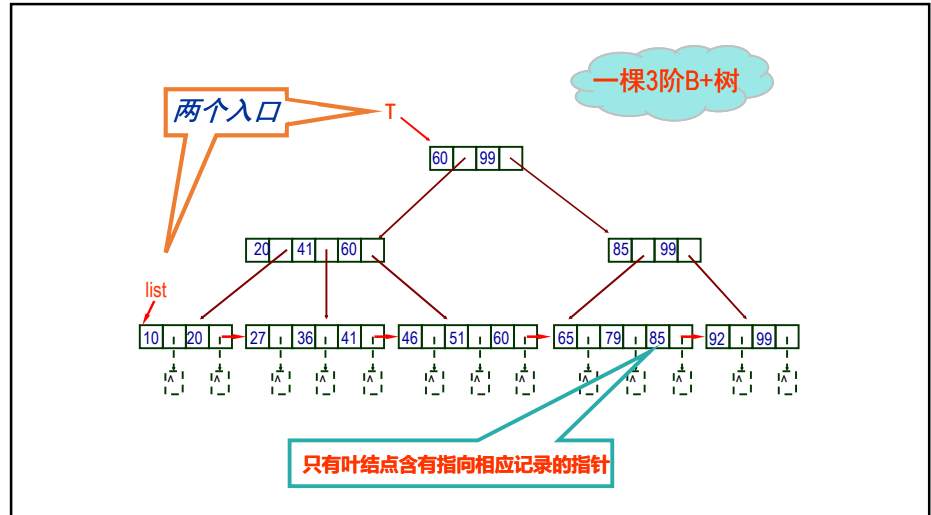 一棵3阶B+树
两个入口
T
60 99
20 41 60
85 99
list
10 20
27 36 41
46 51 60
65 79 85
92 99
^ ^ ^ ^ ^ ^ ^ ^ ^ ^ ^ ^ ^
只有叶结点含有指向相应记录的指针